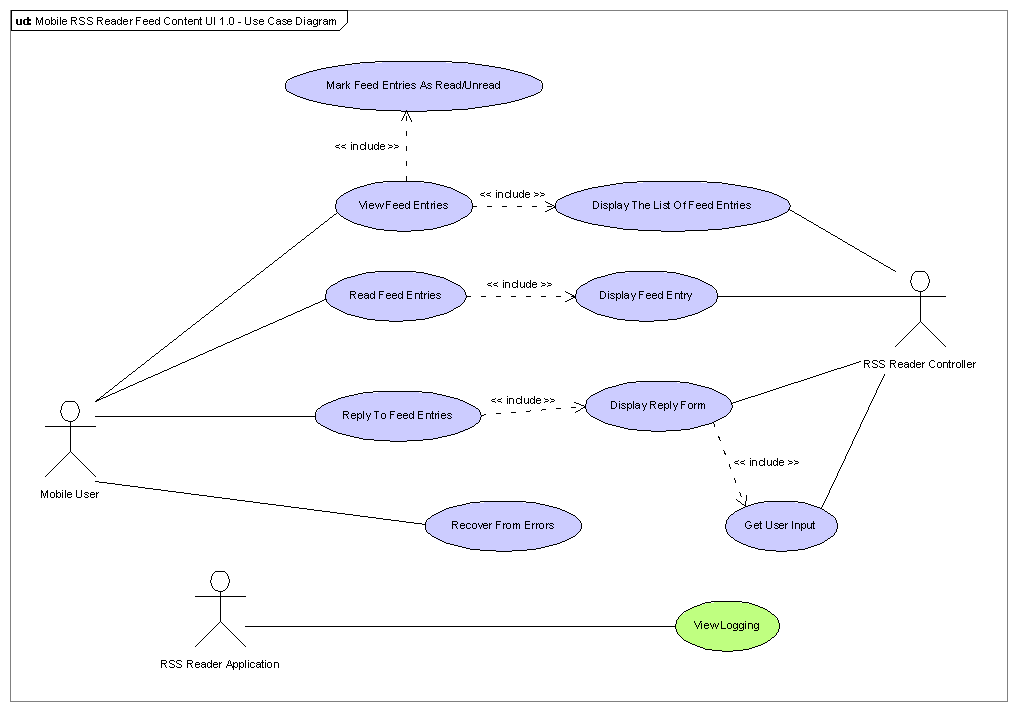 ud: Mobile RSS Reader Feed Content UI 1.0 - Use Case Diagram
Mark Feed Entries As Read/Unread
<< include >>
View Feed Entries
<< include >>
Display The List Of Feed Entries
Read Feed Entries
<< include >>
Display Feed Entry
RSS Reader Controller
Reply To Feed Entries
<< include >>
Display Reply Form
<< include >>
Mobile User
Recover From Errors
Get User Input
View Logging
RSS Reader Application